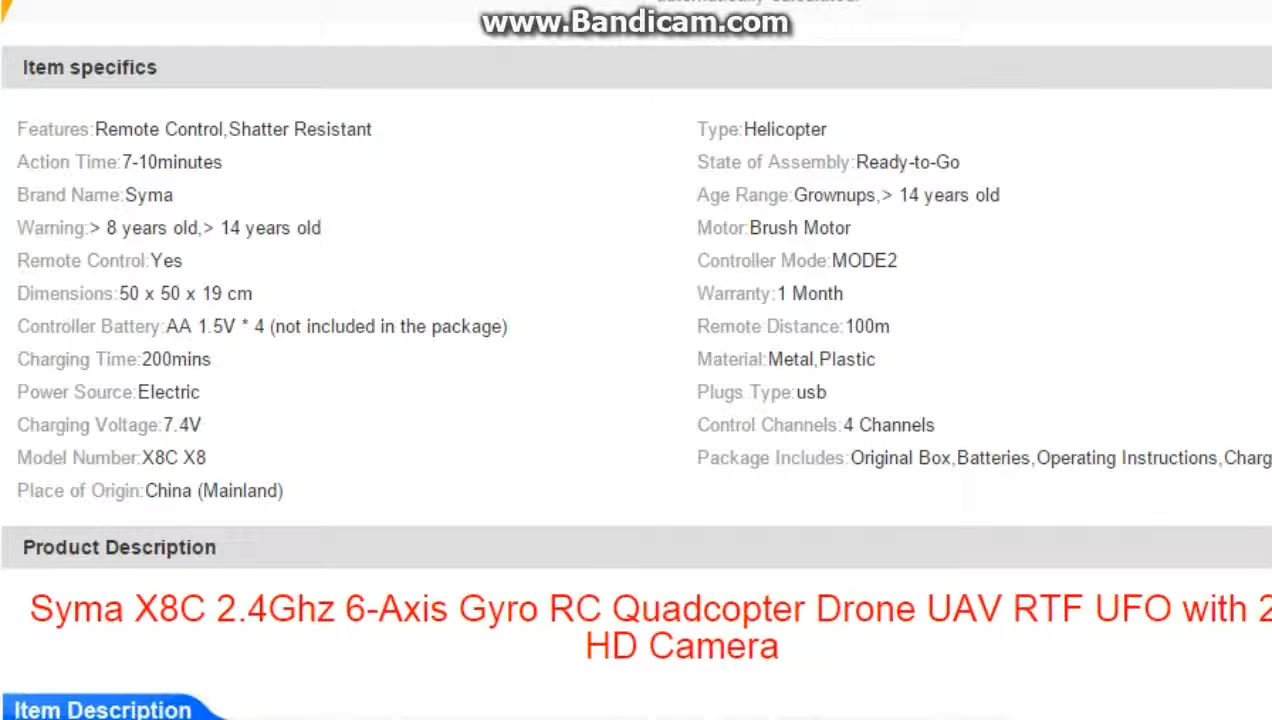 www.Bandicam.com
Item specifics
Features:Remote Control,Shatter Resistant
Type:Helicopter
Action Time:7-10minutes
State of Assembly:Ready-to-Go
Brand Name:Syma
Age Range:Grownups,> 14 years old
Warning:> 8 years old,> 14 years old
Motor:Brush Motor
Remote Control:Yes
Controller Mode:MODE2
Dimensions:50 x 50 x 19 cm
Warranty:1 Month
Controller Battery:AA 1.5V * 4 (not included in the package)
Remote Distance:100m
Charging Time:200mins
Material:Metal,Plastic
Power Source:Electric
Plugs Type:usb
Charging Voltage:7.4V
Control Channels:4 Channels
Model Number:X8C X8
Package Includes:Original Box,Batteries,Operating Instructions,Charg
Place of Origin:China (Mainland)
Product Description
Syma X8C 2.4Ghz 6-Axis Gyro RC Quadcopter Drone UAV RTF UFO with 2
HD Camera
Item Description